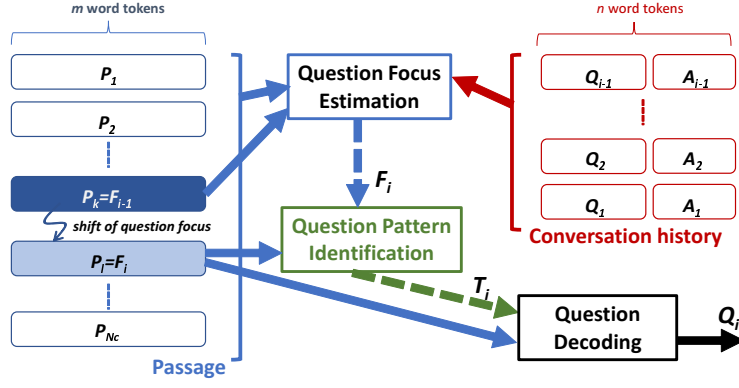 m word tokens
n word tokens
P1
P2
Pk=Fi-1
shift of question focus
Pl=Fi
PNc
Passage
Question Focus
Estimation
Fi
Question Pattern
Identification
Ti
Question
Decoding
Qi
Qi-1 Ai-1
Q2 A2
Q1 A1
Conversation history